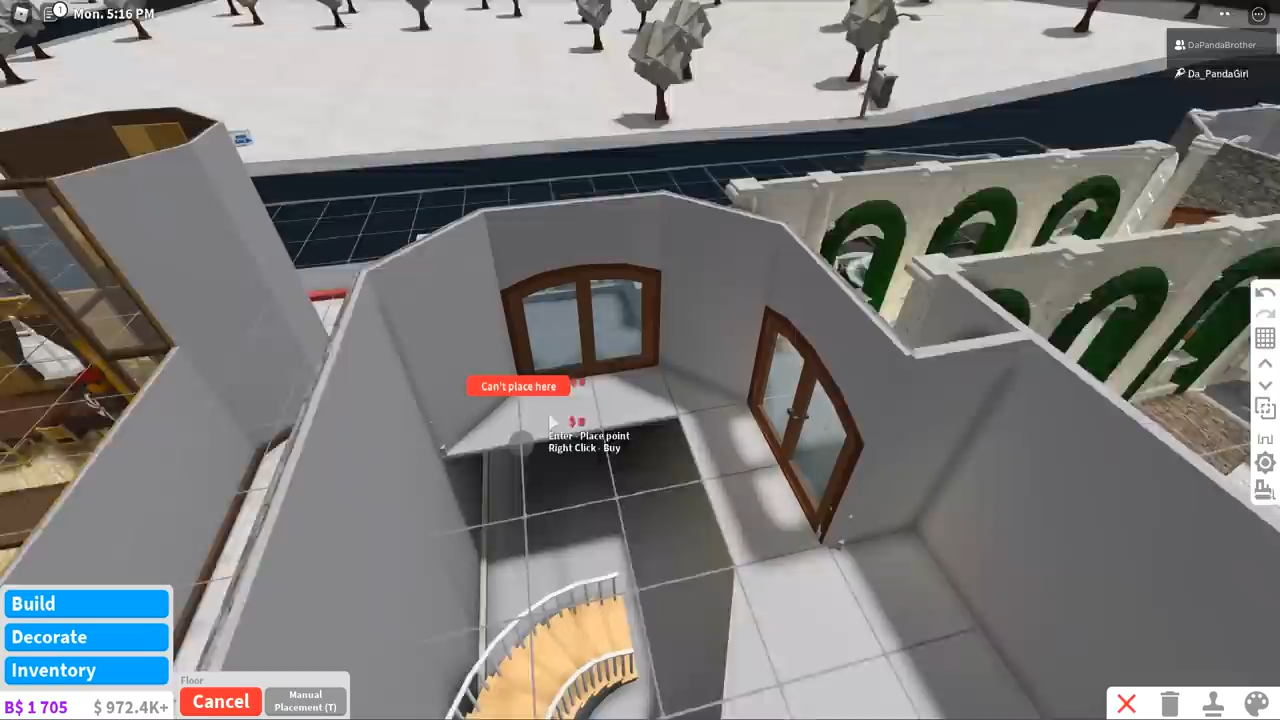 1
Mon. 5:16 PM
DaPandaBrother
Da_PandaGirl
Can't place here
Enter - Place point
Right Click - Buy
Build
Decorate
Inventory
B$ 1 705
$ 972.4K+
Floor
Cancel
Manual
Placement (T)